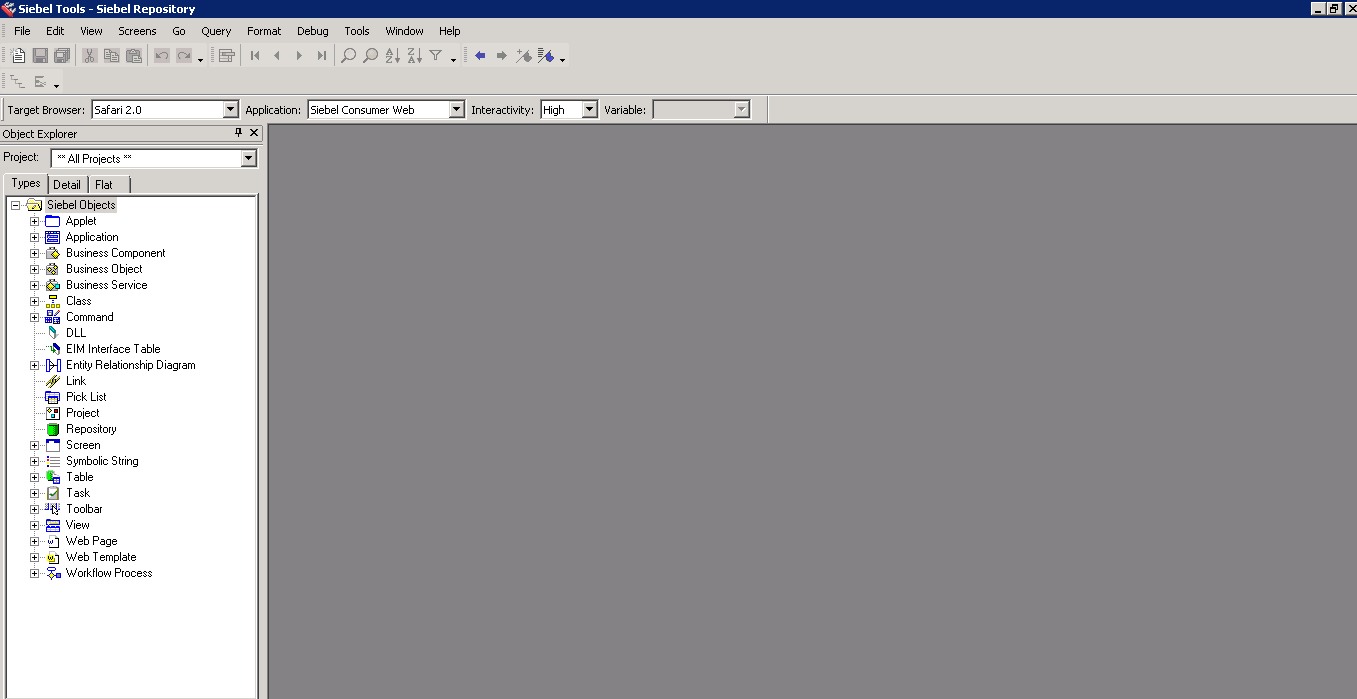 Siebel Tools - Siebel Repository
File Edit View Screens Go Query Format Debug Tools Window Help
Target Browser: Safari 2.0 Application: Siebel Consumer Web Interactivity: High Variable:
Object Explorer
Project: ** All Projects **
Types Detail Flat
Siebel Objects
Applet
Application
Business Component
Business Object
Business Service
Class
Command
DLL
EIM Interface Table
Entity Relationship Diagram
Link
Pick List
Project
Repository
Screen
Symbolic String
Table
Task
Toolbar
View
Web Page
Web Template
Workflow Process